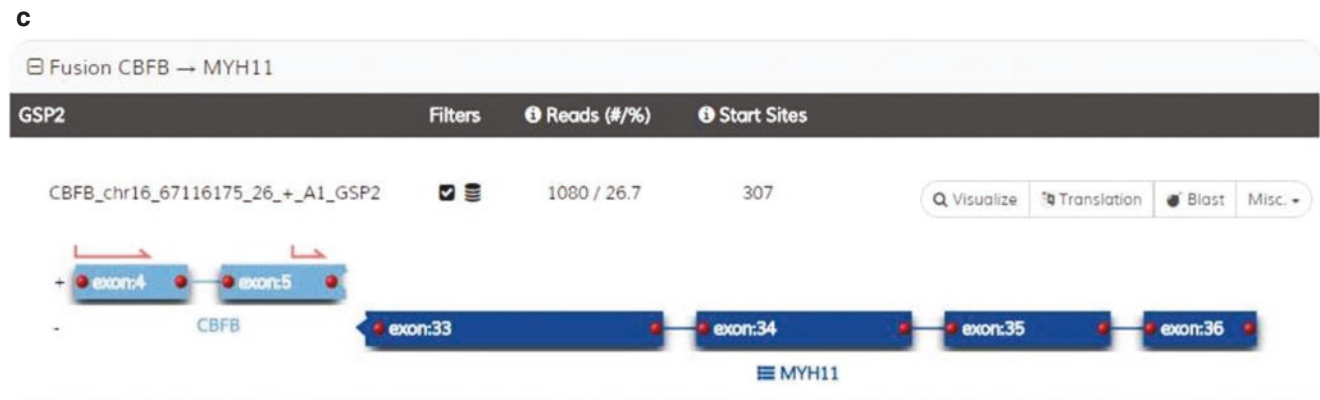 c
Fusion CBFB → MYH11
GSP2 Filters Reads (#/%) Start Sites
CBFB_chr16_67116175_26_+_A1_GSP2 1080 / 26.7 307 Visualize Translation Blast Misc.
+ exon:4 exon:5
CBFB
- exon:33 exon:34 exon:35 exon:36
MYH11